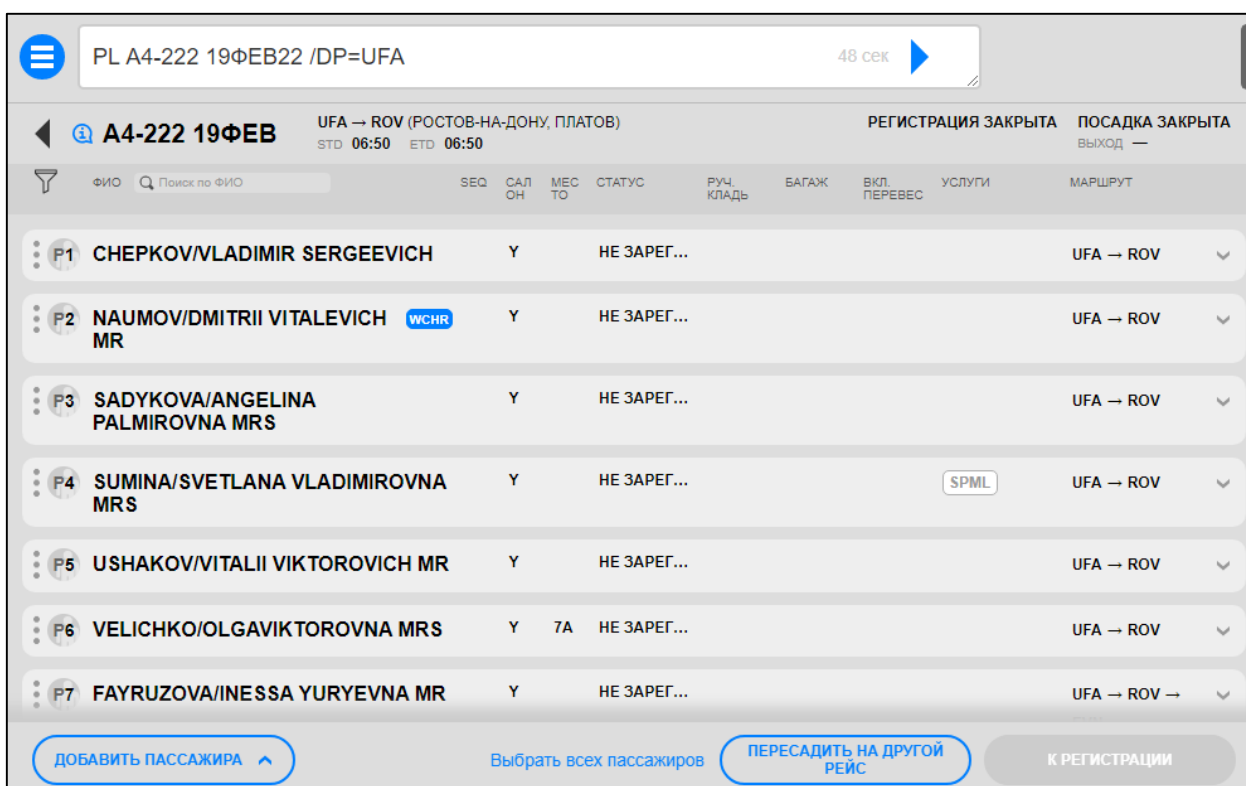 PL A4-222 19ФЕВ22 /DP=UFA 48 сек
A4-222 19ФЕВ UFA → ROV (РОСТОВ-НА-ДОНУ, ПЛАТОВ) РЕГИСТРАЦИЯ ЗАКРЫТА ПОСАДКА ЗАКРЫТА
STD 06:50 ETD 06:50 ВЫХОД —
ФИО Поиск по ФИО SEQ САЛ МЕС СТАТУС РУЧ. БАГАЖ ВКЛ. УСЛУГИ МАРШРУТ
ОН ТО КЛАДЬ ПЕРЕВЕС
P1 CHEPKOV/VLADIMIR SERGEEVICH Y НЕ ЗАРЕГ... UFA → ROV
P2 NAUMOV/DMITRII VITALEVICH WCHR Y НЕ ЗАРЕГ... UFA → ROV
MR
P3 SADYKOVA/ANGELINA Y НЕ ЗАРЕГ... UFA → ROV
PALMIROVNA MRS
P4 SUMINA/SVETLANA VLADIMIROVNA Y НЕ ЗАРЕГ... SPML UFA → ROV
MRS
P5 USHAKOV/VITALII VIKTOROVICH MR Y НЕ ЗАРЕГ... UFA → ROV
P6 VELICHKO/OLGAVIKTOROVNA MRS Y 7A НЕ ЗАРЕГ... UFA → ROV
P7 FAYRUZOVA/INESSA YURYEVNA MR Y НЕ ЗАРЕГ... UFA → ROV →
ДОБАВИТЬ ПАССАЖИРА Выбрать всех пассажиров ПЕРЕСАДИТЬ НА ДРУГОЙ К РЕГИСТРАЦИИ
РЕЙС